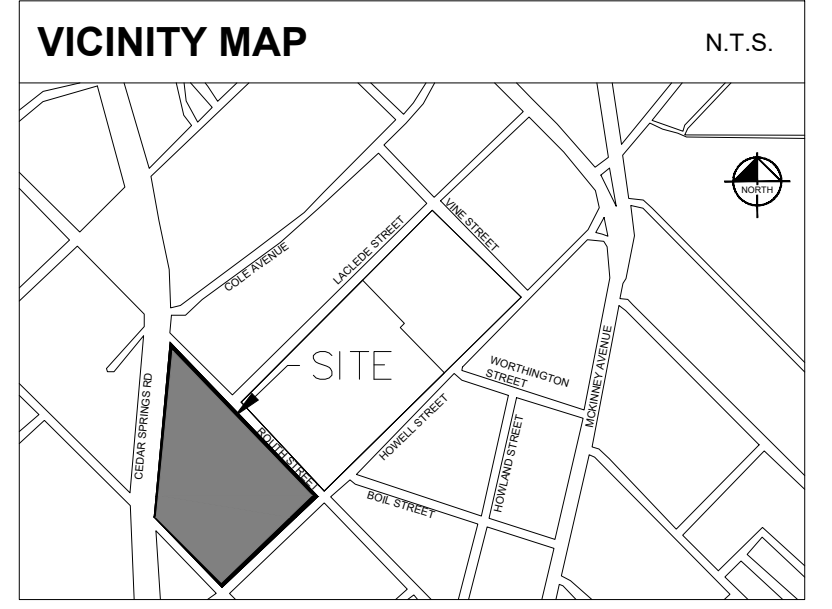 VICINITY MAP
N.T.S.
NORTH
VINE STREET
LACLEDE STREET
COLE AVENUE
SITE
WORTHINGTON
STREET
MCKINNEY AVENUE
CEDAR SPRINGS RD
HOWELL STREET
HOWLAND STREET
ROUTH STREET
BOIL STREET